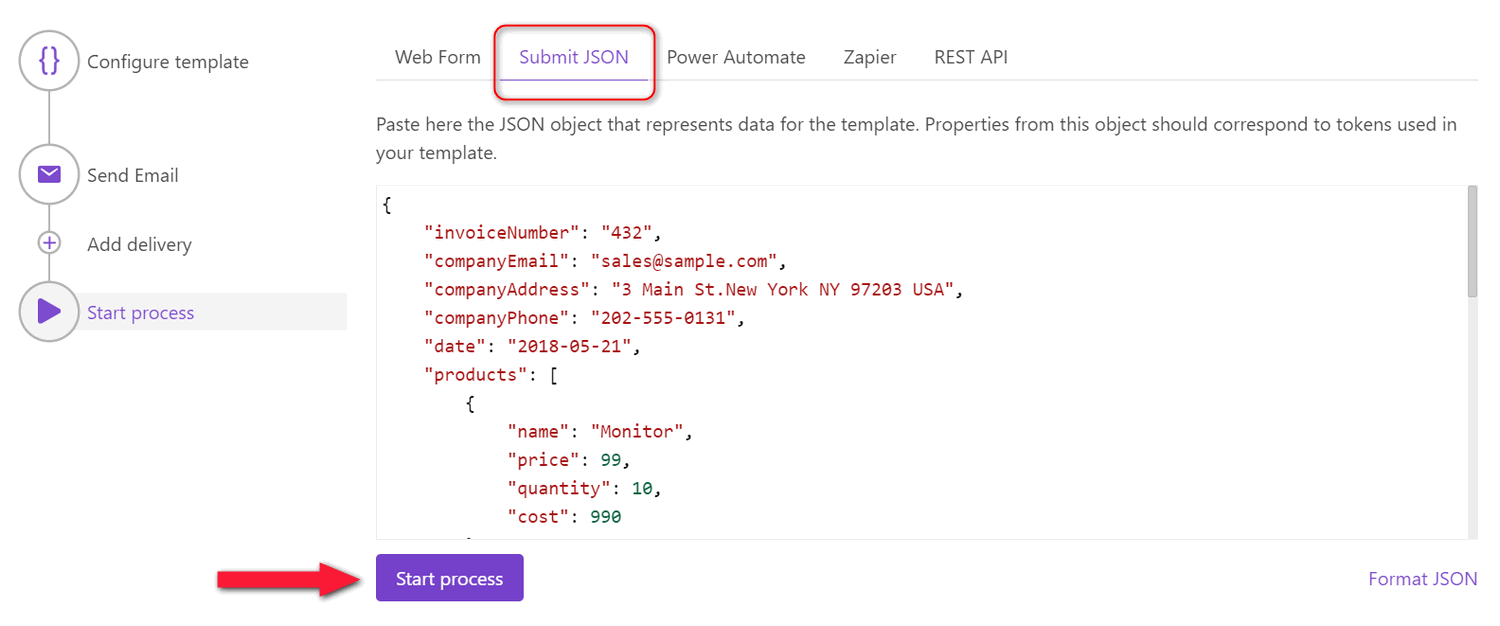 Configure template
Send Email
Add delivery
Start process
Web Form Submit JSON Power Automate Zapier REST API
Paste here the JSON object that represents data for the template. Properties from this object should correspond to tokens used in
your template.
{
"invoiceNumber": "432",
"companyEmail": "sales@sample.com",
"companyAddress": "3 Main St.New York NY 97203 USA",
"companyPhone": "202-555-0131",
"date": "2018-05-21",
"products": [
{
"name": "Monitor",
"price": 99,
"quantity": 10,
"cost": 990
Start process
Format JSON